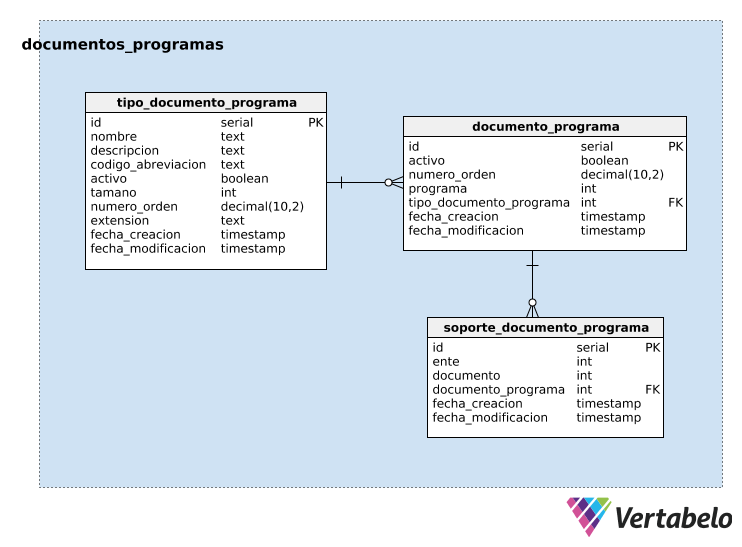 documentos_programas
tipo_documento_programa
id serial PK
nombre text
descripcion text
codigo_abreviacion text
activo boolean
tamano int
numero_orden decimal(10,2)
extension text
fecha_creacion timestamp
fecha_modificacion timestamp
documento_programa
id serial PK
activo boolean
numero_orden decimal(10,2)
programa int
tipo_documento_programa int FK
fecha_creacion timestamp
fecha_modificacion timestamp
soporte_documento_programa
id serial PK
ente int
documento int
documento_programa int FK
fecha_creacion timestamp
fecha_modificacion timestamp
Vertabelo